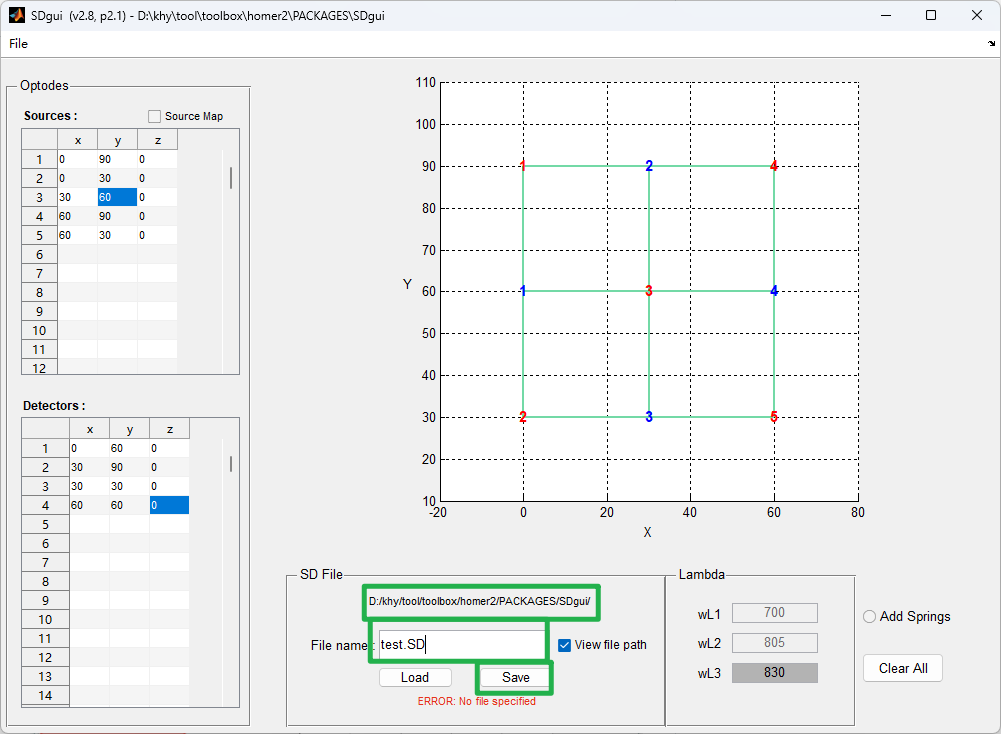 SDgui (v2.8, p2.1) - D:\khy\tool\toolbox\homer2\PACKAGES\SDgui
File
Optodes
Sources :
Source Map
x y z
1 0 90 0
2 0 30 0
3 30 60 0
4 60 90 0
5 60 30 0
6
7
8
9
10
11
12
Detectors :
x y z
1 0 60 0
2 30 90 0
3 30 30 0
4 60 60 0
5
6
7
8
9
10
11
12
13
14
110
100
90
80
70
60
50
40
30
20
10
Y
1 2 4
1 3 4
2 3 5
-20 0 20 40 60 80
X
SD File
D:/khy/tool/toolbox/homer2/PACKAGES/SDgui/
File name : test.SD
View file path
Load Save
ERROR: No file specified
Lambda
wL1 700
wL2 805
wL3 830
Add Springs
Clear All